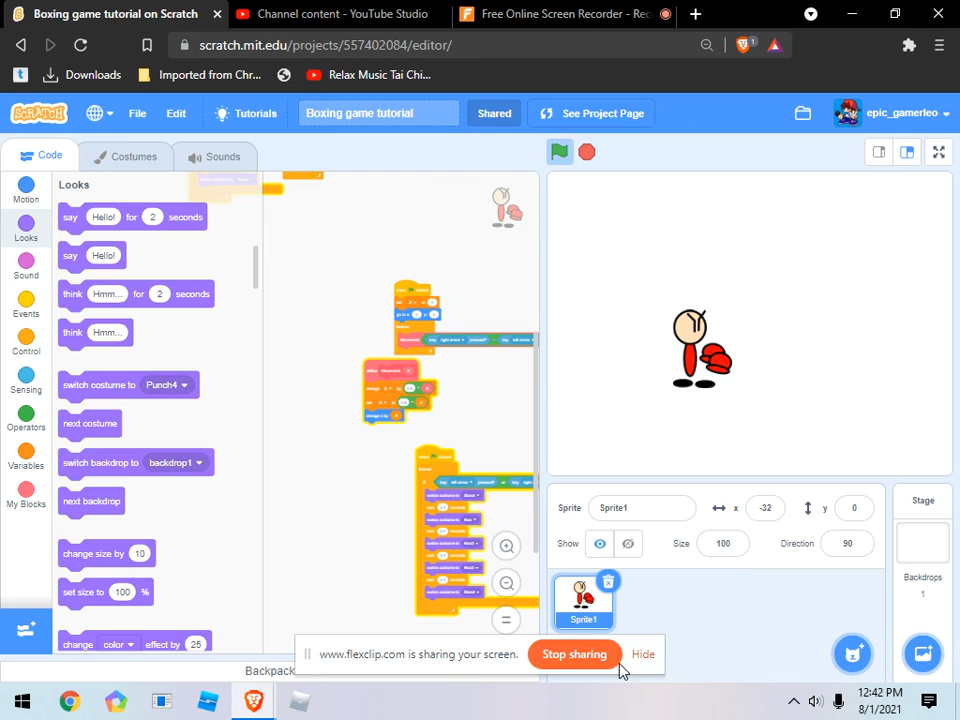 Boxing game tutorial on Scratch
Channel content - YouTube Studio
Free Online Screen Recorder - Rec
scratch.mit.edu/projects/557402084/editor/
1
t Downloads Imported from Chr... Relax Music Tai Chi...
SCRATCH File Edit Tutorials Boxing game tutorial Shared See Project Page epic_gamerleo
Code Costumes Sounds
Motion
Looks
Sound
Events
Control
Sensing
Operators
Variables
My Blocks
Looks
say Hello! for 2 seconds
say Hello!
think Hmm... for 2 seconds
think Hmm...
switch costume to Punch4
next costume
switch backdrop to backdrop1
next backdrop
change size by 10
set size to 100 %
change color effect by 25
Sprite Sprite1 x -32 y 0
Show Size 100 Direction 90
Sprite1
Stage
Backdrops
1
www.flexclip.com is sharing your screen. Stop sharing Hide
Backpack
12:42 PM
8/1/2021